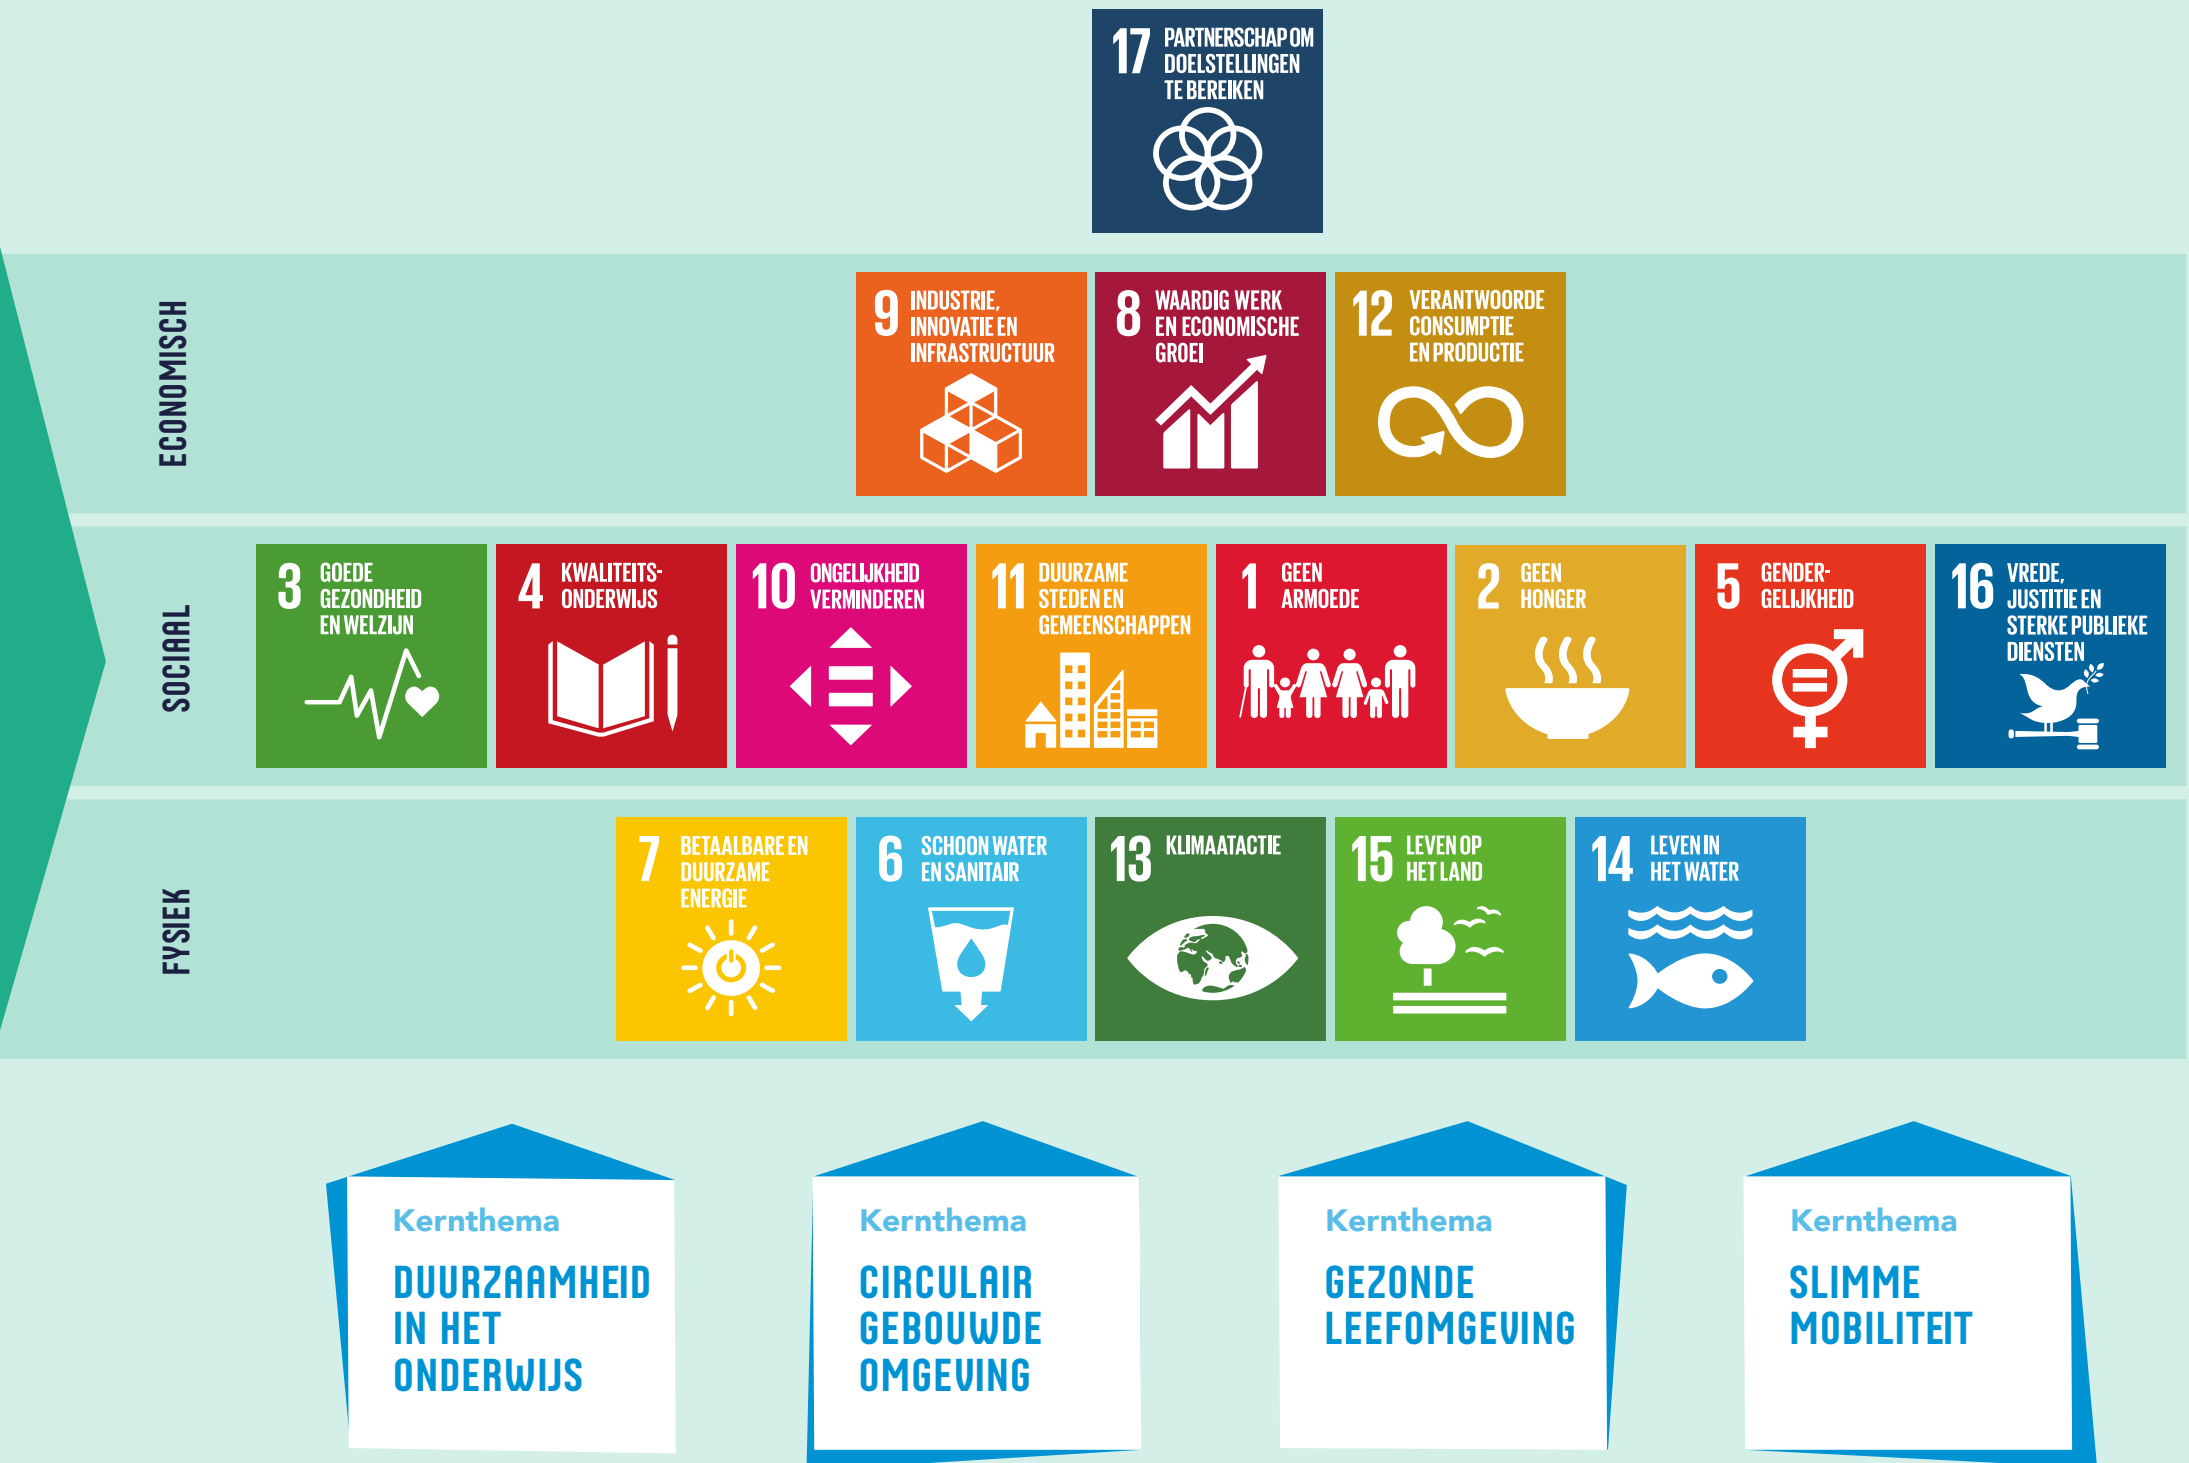 17 PARTNERSCHAP OM
DOELSTELLINGEN
TE BEREIKEN
ECONOMISCH
9 INDUSTRIE,
INNOVATIE EN
INFRASTRUCTUUR
8 WAARDIG WERK
EN ECONOMISCHE
GROEI
12 VERANTWOORDE
CONSUMPTIE
EN PRODUCTIE
SOCIAAL
3 GOEDE
GEZONDHEID
EN WELZIJN
4 KWALITEITS-
ONDERWIJS
10 ONGELIJKHEID
VERMINDEREN
11 DUURZAME
STEDEN EN
GEMEENSCHAPPEN
1 GEEN
ARMOEDE
2 GEEN
HONGER
5 GENDER-
GELIJKHEID
16 VREDE,
JUSTITIE EN
STERKE PUBLIEKE
DIENSTEN
FYSIEK
7 BETAALBARE EN
DUURZAME
ENERGIE
6 SCHOON WATER
EN SANITAIR
13 KLIMAATACTIE
15 LEVEN OP
HET LAND
14 LEVEN IN
HET WATER
Kernthema
DUURZAAMHEID
IN HET
ONDERWIJS
Kernthema
CIRCULAIR
GEBOUWDE
OMGEVING
Kernthema
GEZONDE
LEEFOMGEVING
Kernthema
SLIMME
MOBILITEIT